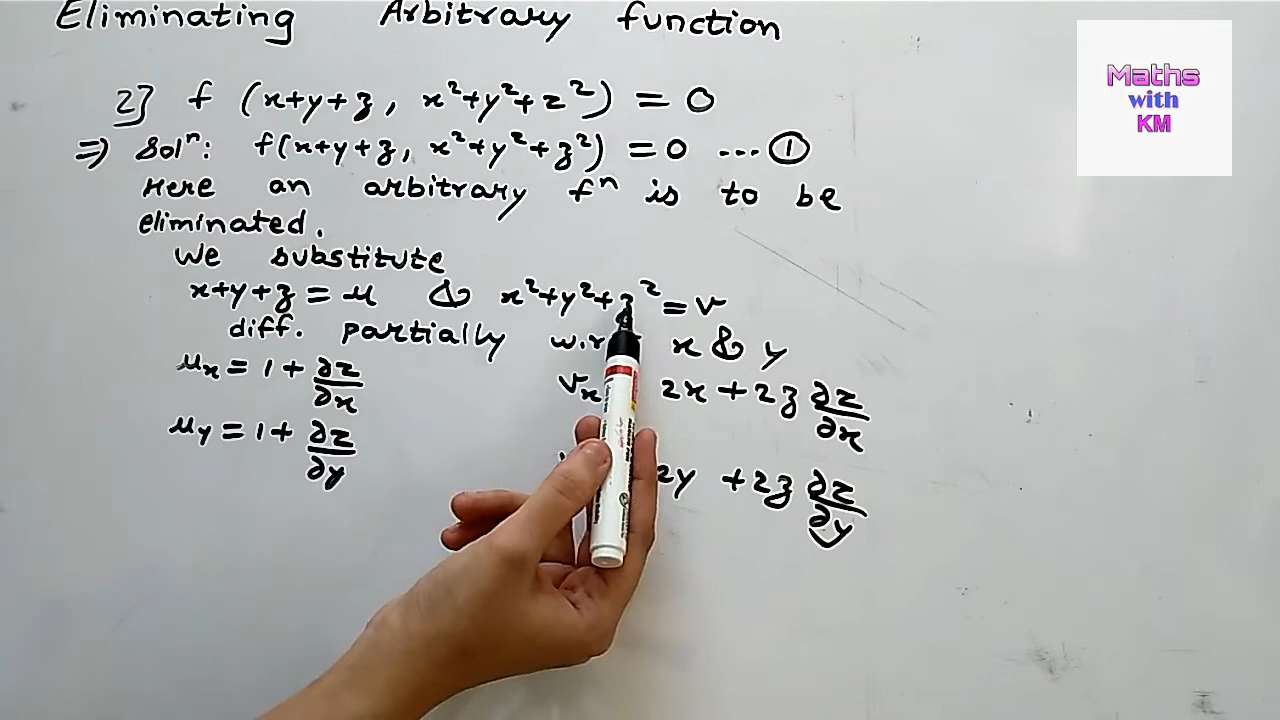 Eliminating Arbitrary function
Maths
with
KM
2] f (x+y+z, x²+y²+z²) = 0
⇒ Solⁿ: f(x+y+z, x²+y²+z²) = 0 ... ①
Here an arbitrary fⁿ is to be
eliminated.
We substitute
x+y+z = u & x²+y²+z² = v
diff. partially w.r x & y
uₓ = 1 + ∂z/∂x vₓ 2x + 2z ∂z/∂x
u_y = 1 + ∂z/∂y 2y + 2z ∂z/∂y